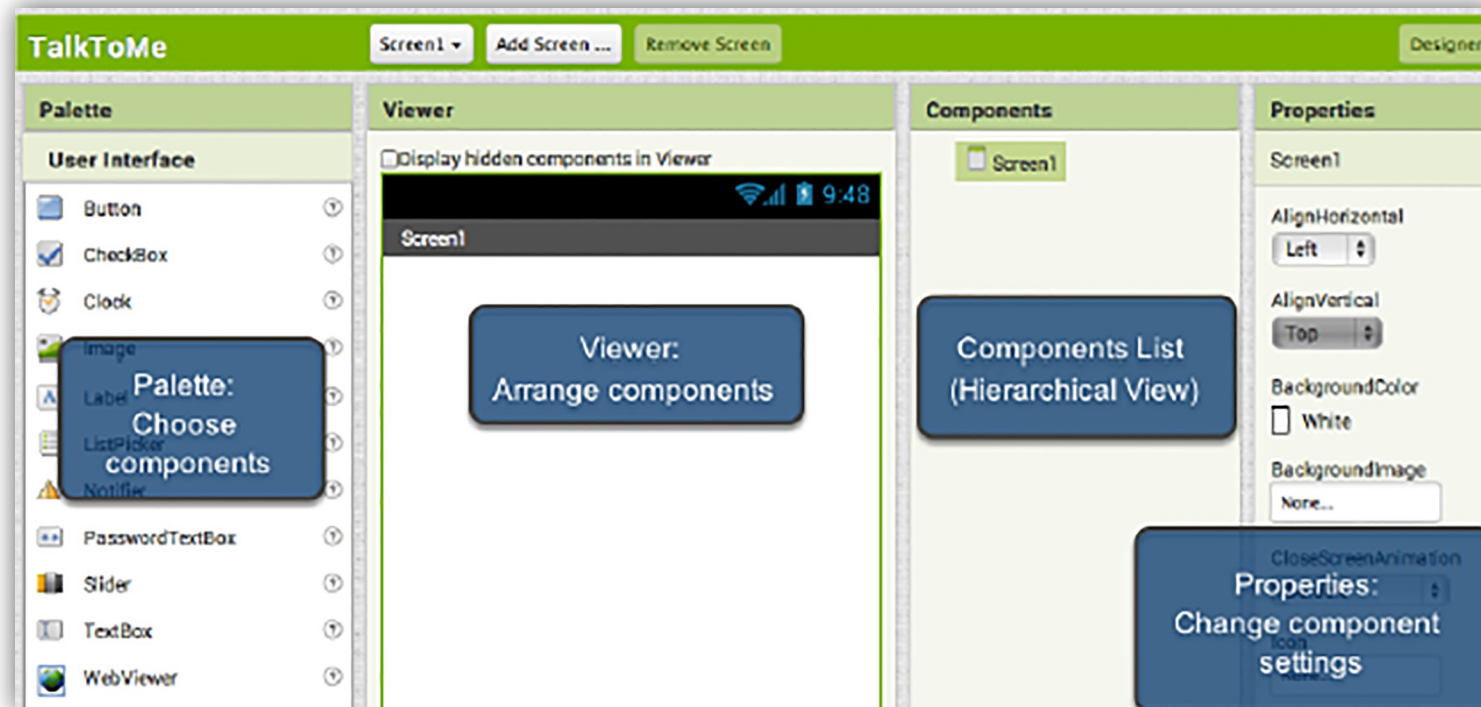 TalkToMe
Screen1
Add Screen ...
Remove Screen
Designer
Palette
User Interface
Button
CheckBox
Clock
Image
Label
ListPicker
Notifier
PasswordTextBox
Slider
TextBox
WebViewer
Palette:
Choose
components
Viewer
Display hidden components in Viewer
9:48
Screen1
Viewer:
Arrange components
Components
Screen1
Components List
(Hierarchical View)
Properties
Screen1
AlignHorizontal
Left
AlignVertical
Top
BackgroundColor
White
BackgroundImage
None...
CloseScreenAnimation
Icon
None...
Properties:
Change component
settings